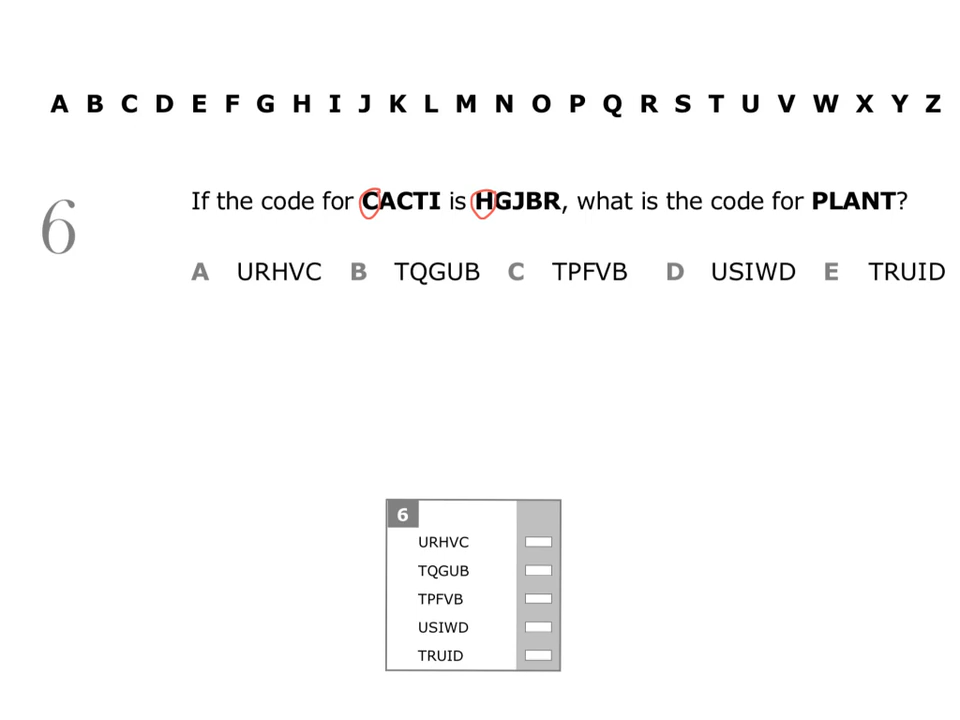 A B C D E F G H I J K L M N O P Q R S T U V W X Y Z
6 If the code for CACTI is HGJBR, what is the code for PLANT?
A URHVC B TQGUB C TPFVB D USIWD E TRUID
6
URHVC
TQGUB
TPFVB
USIWD
TRUID